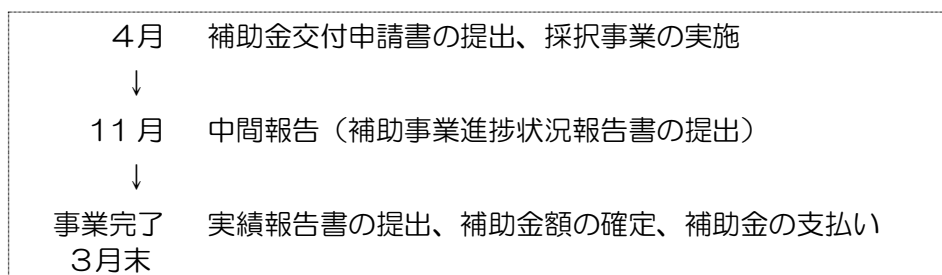 ４月 補助金交付申請書の提出、採択事業の実施
↓
11月 中間報告（補助事業進捗状況報告書の提出）
↓
事業完了 実績報告書の提出、補助金額の確定、補助金の支払い
３月末